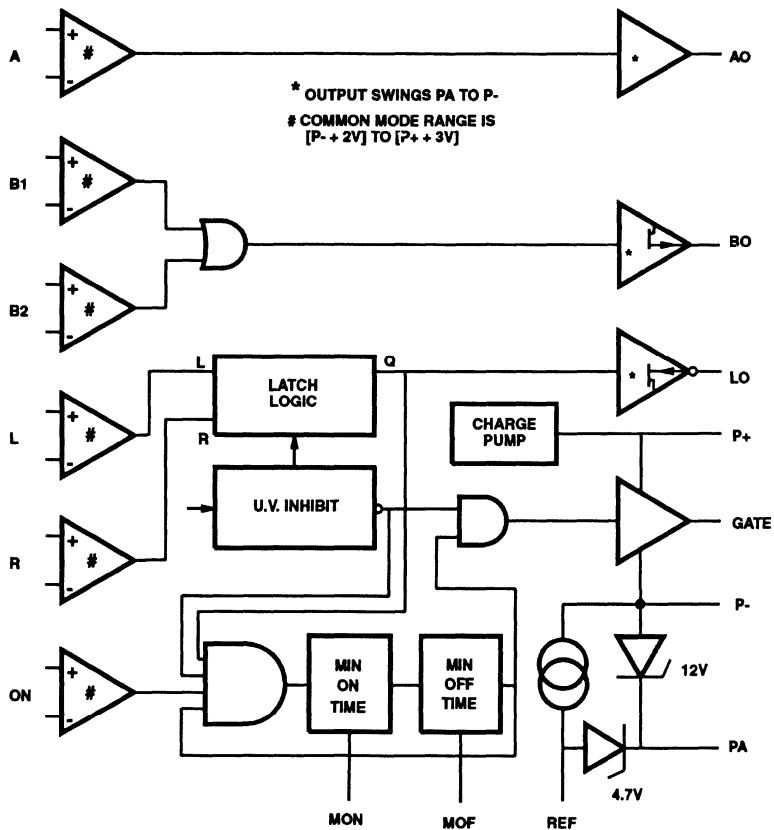 A
+
#
-
*
AO
* OUTPUT SWINGS PA TO P-
# COMMON MODE RANGE IS
[P- + 2V] TO [P+ + 3V]
B1
+
#
-
*
BO
B2
+
#
-
L
LATCH
LOGIC
Q
R
*
LO
L
+
#
-
CHARGE
PUMP
P+
U.V. INHIBIT
GATE
R
+
#
-
P-
ON
+
#
-
MIN
ON
TIME
MIN
OFF
TIME
12V
PA
4.7V
MON
MOF
REF